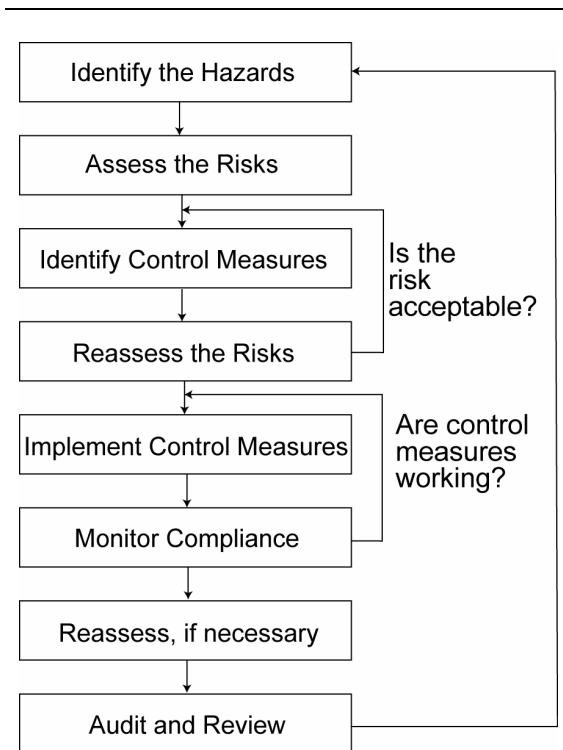 Identify the Hazards
Assess the Risks
Identify Control Measures
Is the
risk
acceptable?
Reassess the Risks
Implement Control Measures
Are control
measures
working?
Monitor Compliance
Reassess, if necessary
Audit and Review